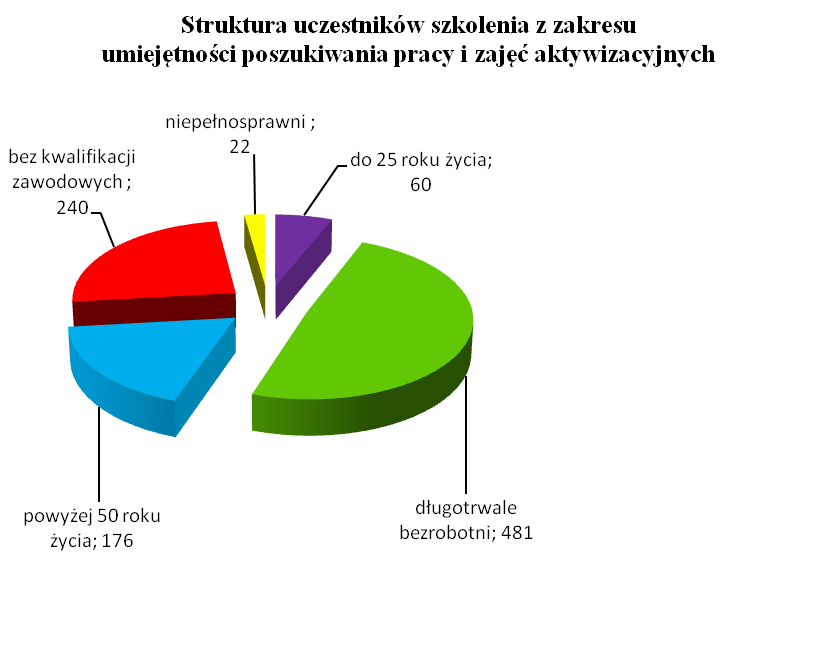 Struktura uczestników szkolenia z zakresu
umiejętności poszukiwania pracy i zajęć aktywizacyjnych
niepełnosprawni ;
22
do 25 roku życia;
60
bez kwalifikacji
zawodowych ;
240
powyżej 50 roku
życia; 176
długotrwale
bezrobotni; 481